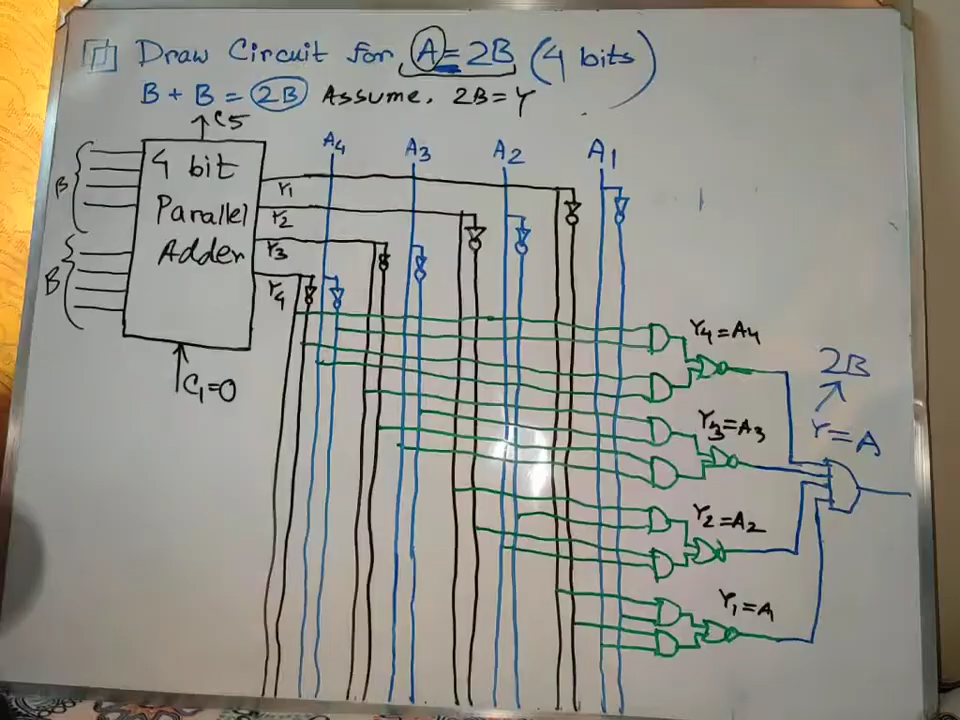 Draw Circuit for A=2B (4 bits)
B + B = 2B Assume, 2B=Y
C5
A4 A3 A2 A1
4 bit
Parallel
Adder
B
B
Y1
Y2
Y3
Y4
C1=0
Y4=A4
Y3=A3
Y2=A2
Y1=A1
2B
Y=A